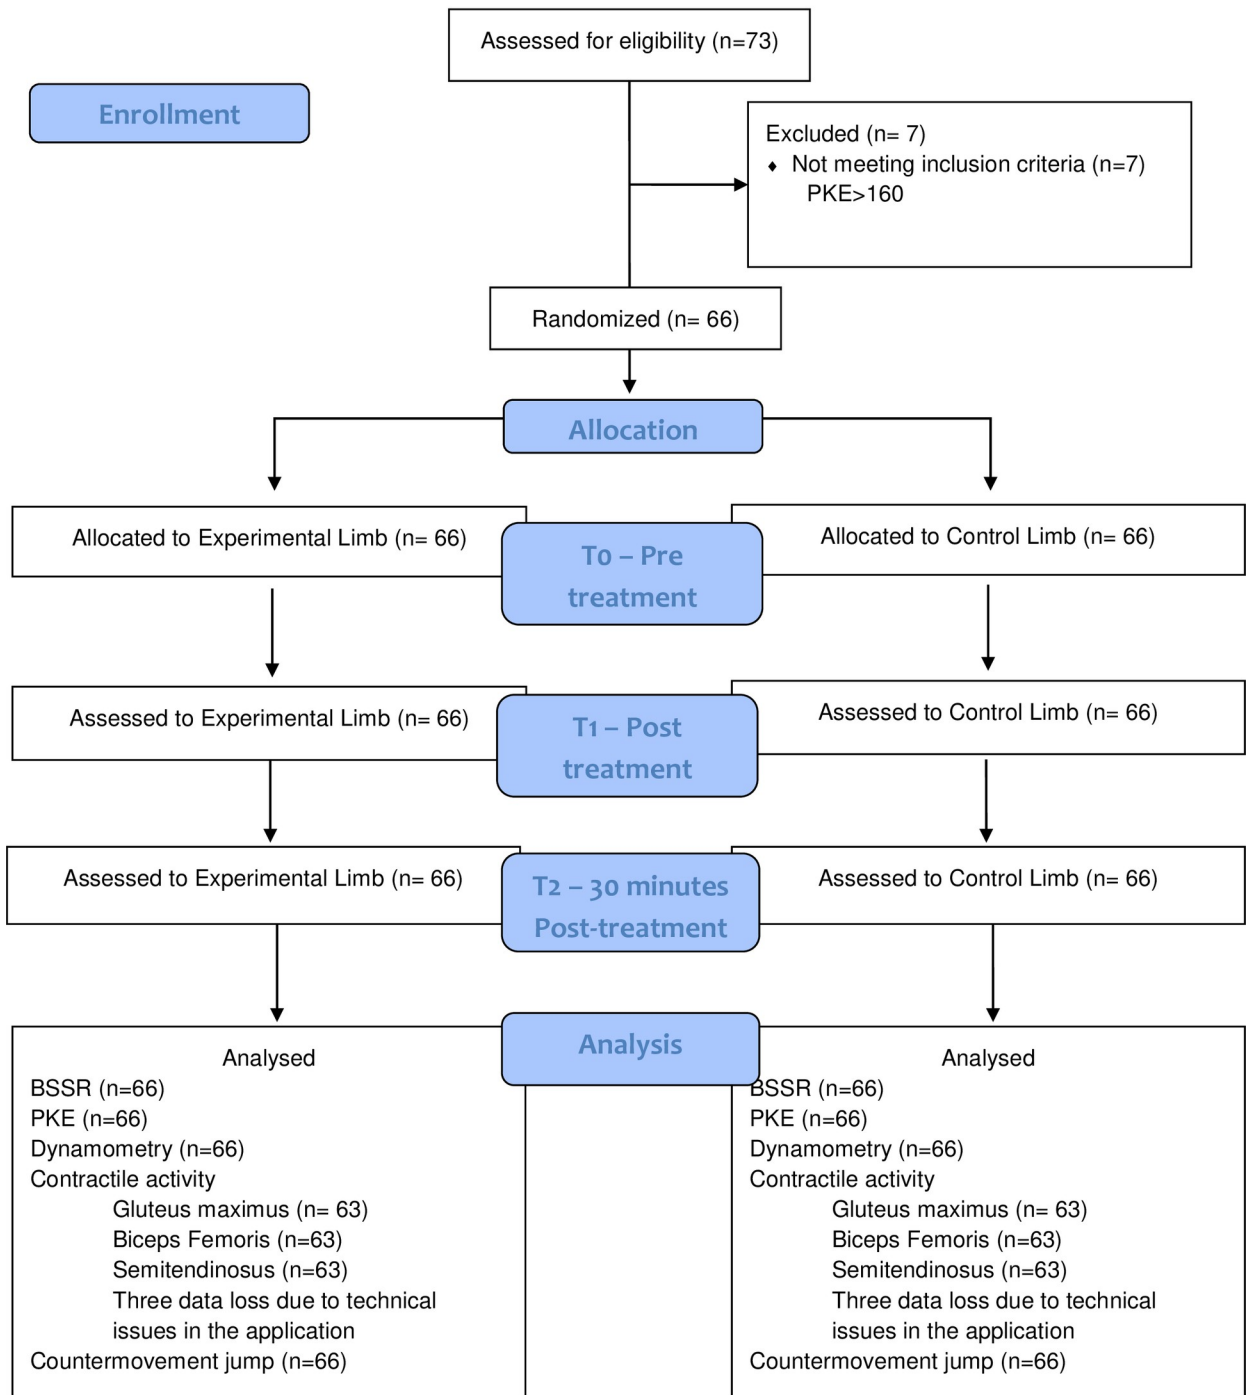 Assessed for eligibility (n=73)
Enrollment
Excluded (n= 7)
♦ Not meeting inclusion criteria (n=7)
PKE>160
Randomized (n= 66)
Allocation
Allocated to Experimental Limb (n= 66)
T0 – Pre
treatment
Allocated to Control Limb (n= 66)
Assessed to Experimental Limb (n= 66)
T1 – Post
treatment
Assessed to Control Limb (n= 66)
Assessed to Experimental Limb (n= 66)
T2 – 30 minutes
Post-treatment
Assessed to Control Limb (n= 66)
Analysis
Analysed
BSSR (n=66)
PKE (n=66)
Dynamometry (n=66)
Contractile activity
Gluteus maximus (n= 63)
Biceps Femoris (n=63)
Semitendinosus (n=63)
Three data loss due to technical
issues in the application
Countermovement jump (n=66)
Analysed
BSSR (n=66)
PKE (n=66)
Dynamometry (n=66)
Contractile activity
Gluteus maximus (n= 63)
Biceps Femoris (n=63)
Semitendinosus (n=63)
Three data loss due to technical
issues in the application
Countermovement jump (n=66)